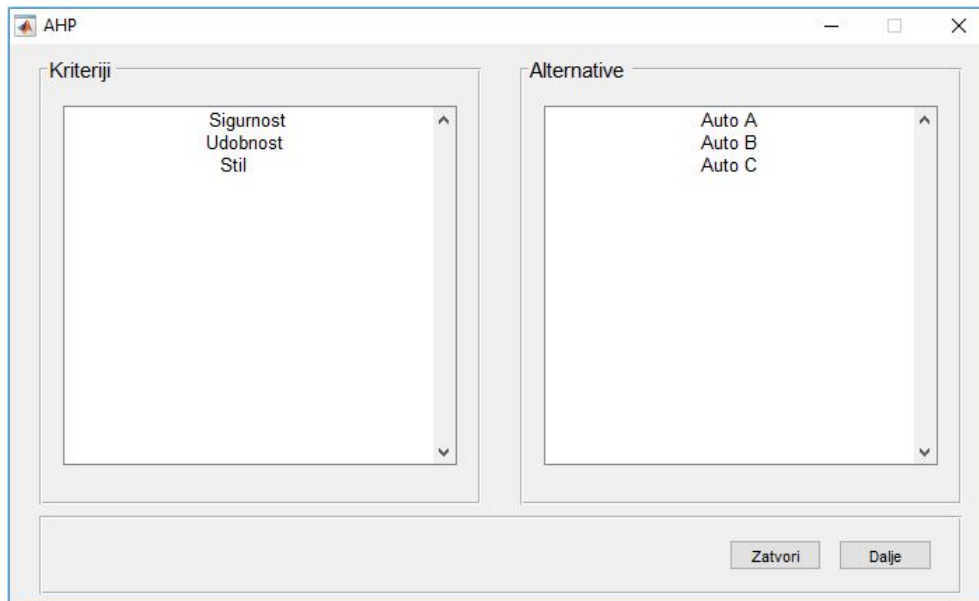 AHP
Kriteriji
Sigurnost
Udobnost
Stil
Alternative
Auto A
Auto B
Auto C
Zatvori
Dalje